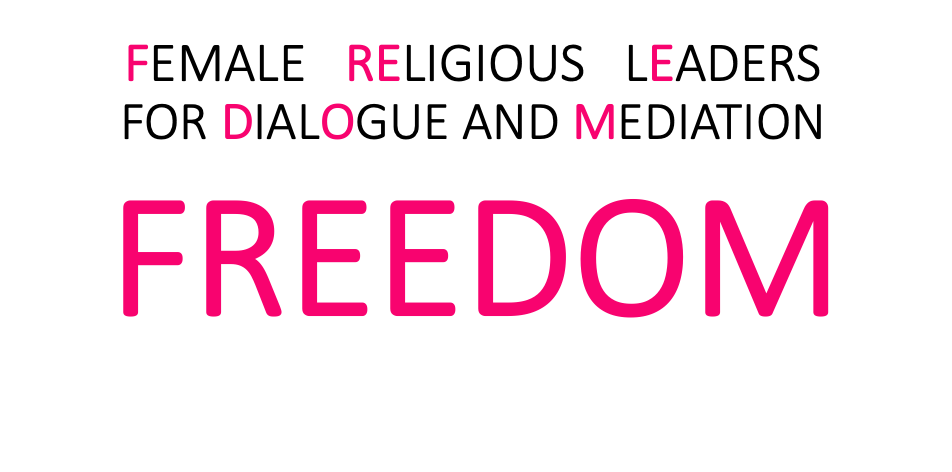 FEMALE RELIGIOUS LEADERS
FOR DIALOGUE AND MEDIATION
FREEDOM